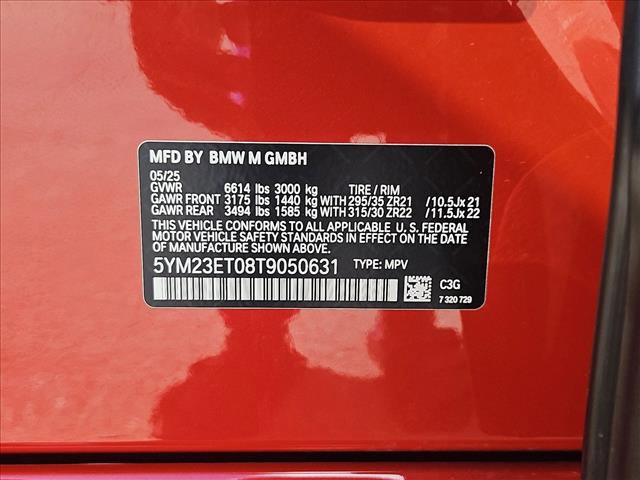 MFD BY BMW M GMBH
05/25
GVWR 6614 lbs 3000 kg TIRE / RIM
GAWR FRONT 3175 lbs 1440 kg WITH 295/35 ZR21 /10.5Jx 21
GAWR REAR 3494 lbs 1585 kg WITH 315/30 ZR22 /11.5Jx 22
THIS VEHICLE CONFORMS TO ALL APPLICABLE U. S. FEDERAL
MOTOR VEHICLE SAFETY STANDARDS IN EFFECT ON THE
DATE OF MANUFACTURE SHOWN ABOVE.
5YM23ET08T9050631 TYPE: MPV
C3G
7 320 729